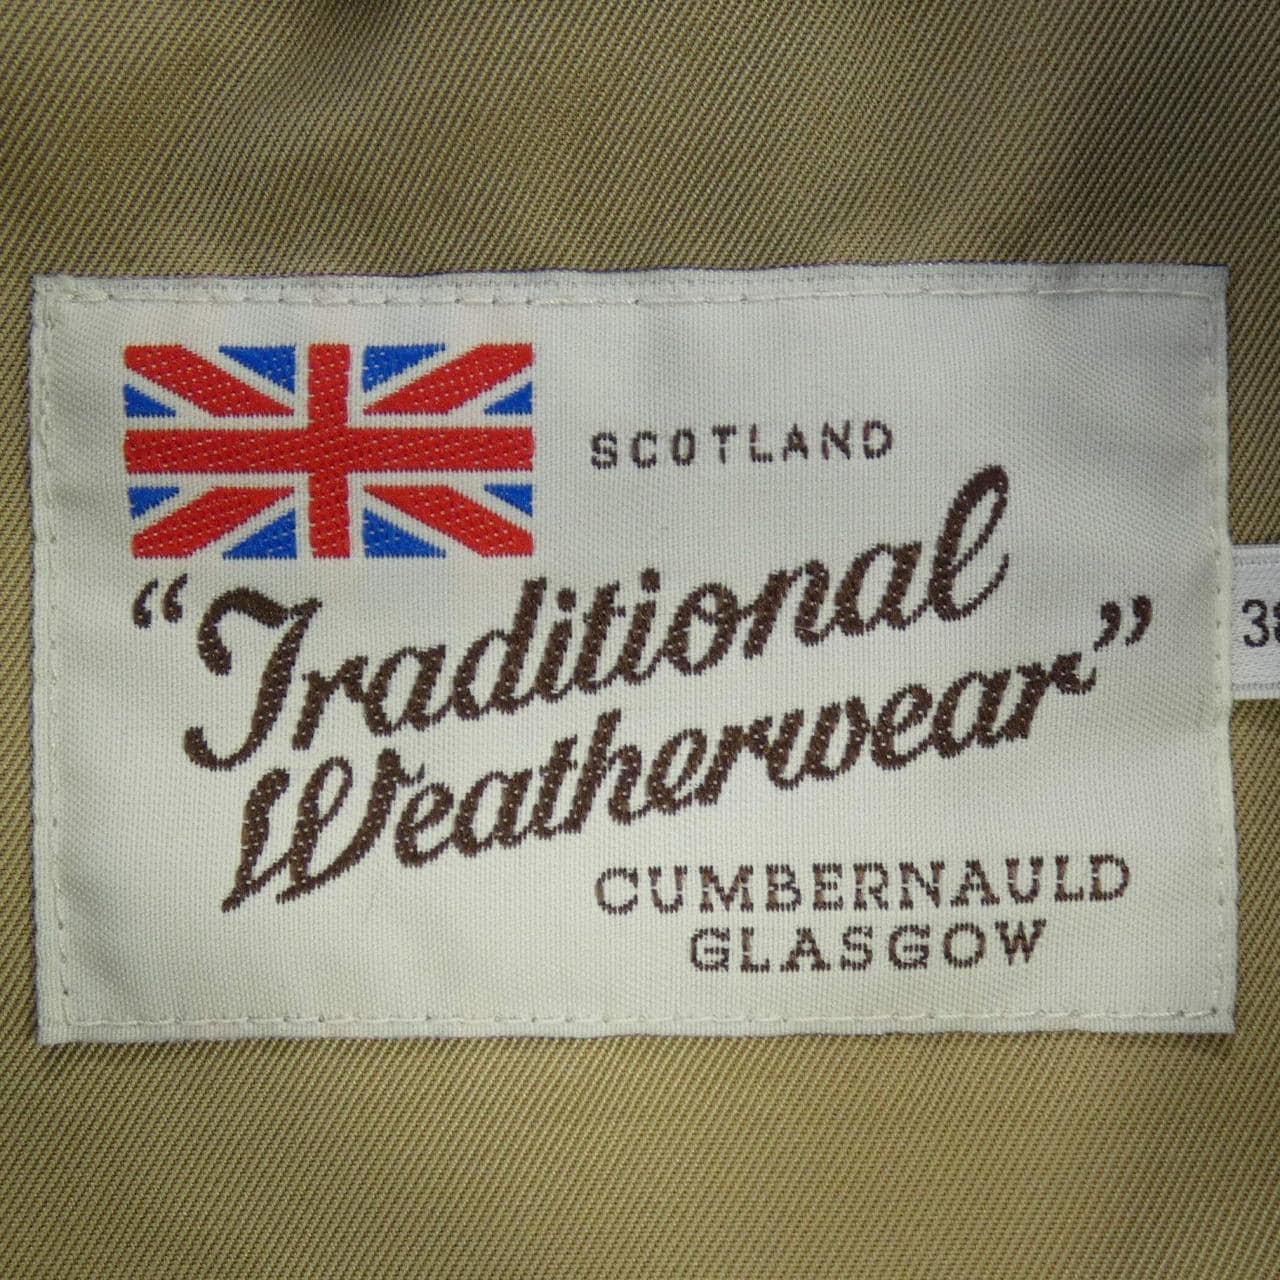 SCOTLAND
“Traditional
Weatherwear”
CUMBERNAULD
GLASGOW